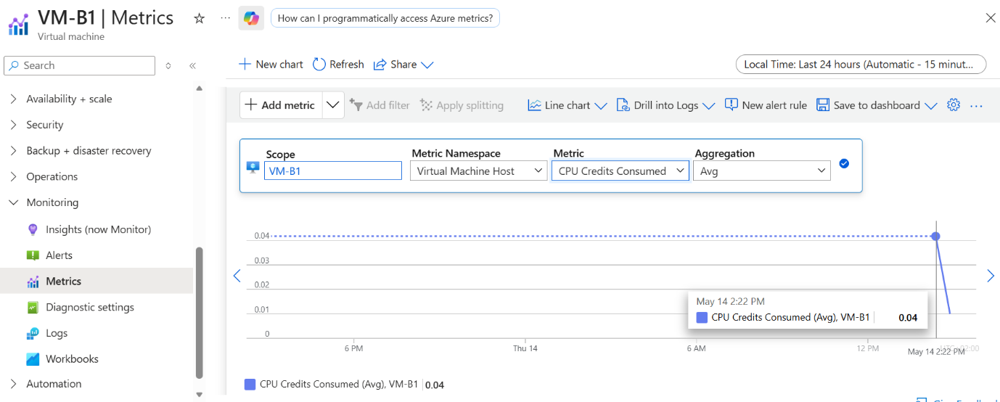 VM-B1 | Metrics
Virtual machine
How can I programmatically access Azure metrics?
Search
Availability + scale
Security
Backup + disaster recovery
Operations
Monitoring
Insights (now Monitor)
Alerts
Metrics
Diagnostic settings
Logs
Workbooks
Automation
New chart Refresh Share
Local Time: Last 24 hours (Automatic - 15 minut...
Add metric Add filter Apply splitting Line chart Drill into Logs New alert rule Save to dashboard
Scope Metric Namespace Metric Aggregation
VM-B1 Virtual Machine Host CPU Credits Consumed Avg
0.04
0.03
0.02
0.01
0
May 14 2:22 PM
CPU Credits Consumed (Avg), VM-B1 0.04
6 PM Thu 14 6 AM 12 PM May 14 2:22 PM
CPU Credits Consumed (Avg), VM-B1 0.04